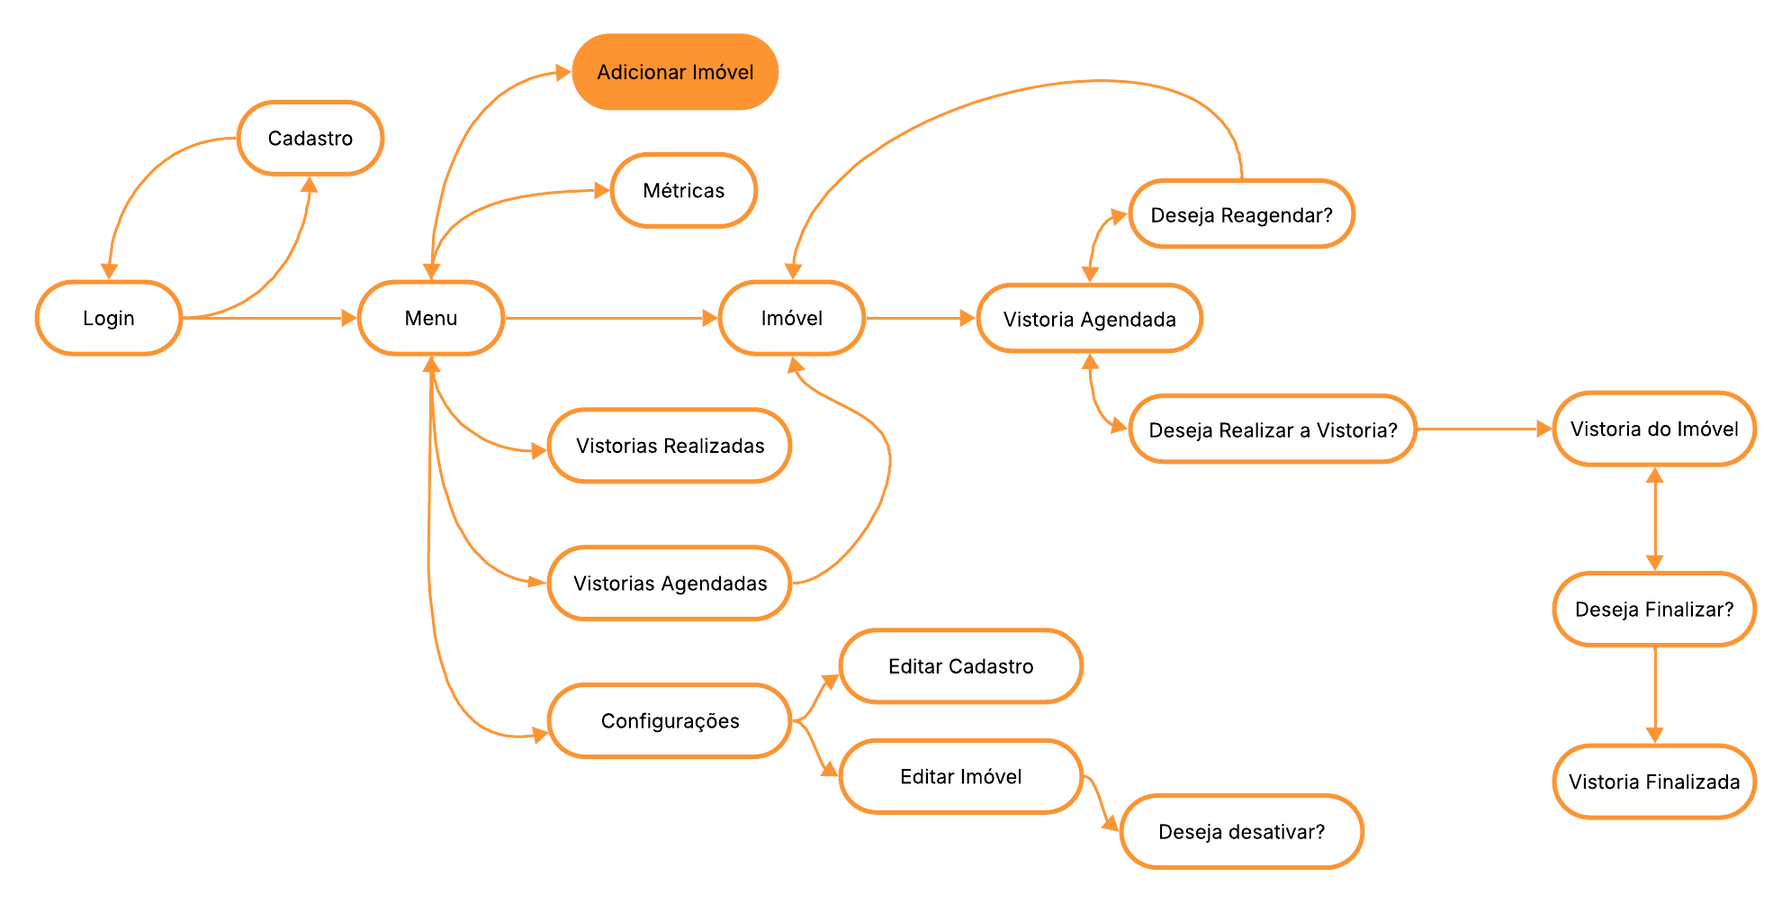 Adicionar Imóvel
Cadastro
Métricas
Deseja Reagendar?
Login
Menu
Imóvel
Vistoria Agendada
Vistorias Realizadas
Deseja Realizar a Vistoria?
Vistoria do Imóvel
Vistorias Agendadas
Deseja Finalizar?
Editar Cadastro
Configurações
Editar Imóvel
Vistoria Finalizada
Deseja desativar?